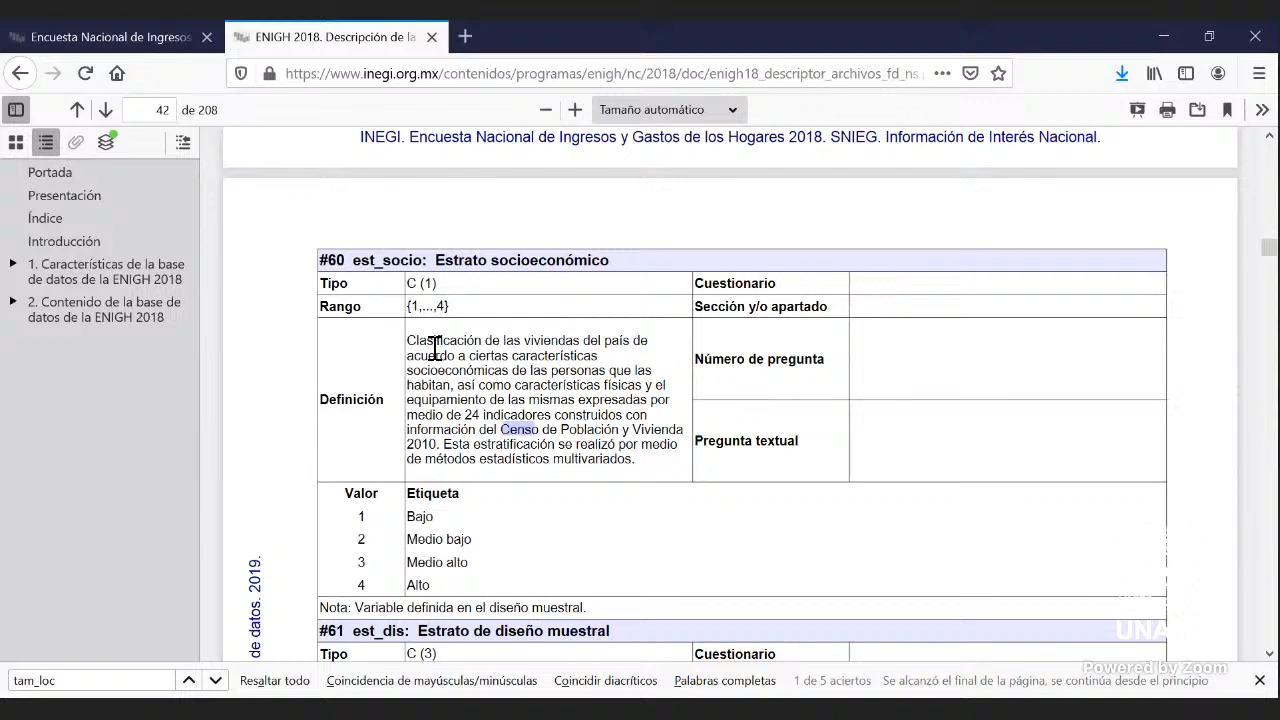 Encuesta Nacional de Ingresos
ENIGH 2018. Descripción de la
https://www.inegi.org.mx/contenidos/programas/enigh/nc/2018/doc/enigh18_descriptor_archivos_fd_ns.
42 de 208
Tamaño automático
Portada
Presentación
Índice
Introducción
1. Características de la base
de datos de la ENIGH 2018
2. Contenido de la base de
datos de la ENIGH 2018
INEGI. Encuesta Nacional de Ingresos y Gastos de los Hogares 2018. SNIEG. Información de Interés Nacional.
#60 est_socio: Estrato socioeconómico
Tipo C (1) Cuestionario
Rango {1,...,4} Sección y/o apartado
Definición
Clasificación de las viviendas del país de
acuerdo a ciertas características
socioeconómicas de las personas que las
habitan, así como características físicas y el
equipamiento de las mismas expresadas por
medio de 24 indicadores construidos con
información del Censo de Población y Vivienda
2010. Esta estratificación se realizó por medio
de métodos estadísticos multivariados.
Número de pregunta
Pregunta textual
Valor Etiqueta
1 Bajo
2 Medio bajo
3 Medio alto
4 Alto
Nota: Variable definida en el diseño muestral.
#61 est_dis: Estrato de diseño muestral
Tipo C (3) Cuestionario
de datos. 2019.
UNA
Powered by Zoom
tam_loc
Resaltar todo
Coincidencia de mayúsculas/minúsculas
Coincidir diacríticos
Palabras completas
1 de 5 aciertos
Se alcanzó el final de la página, se continúa desde el principio